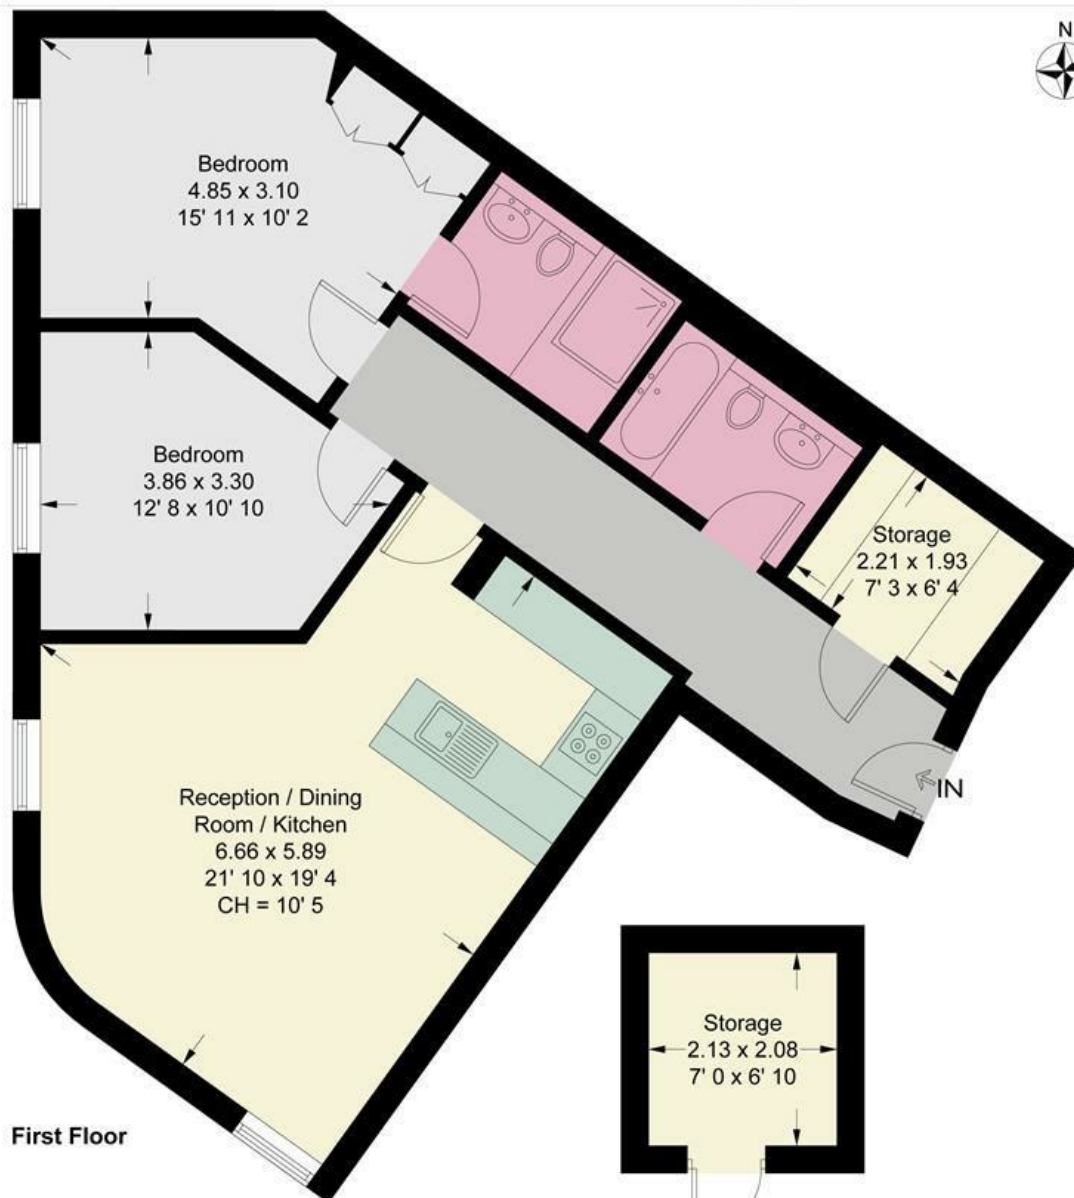 N
Bedroom
4.85 x 3.10
15' 11 x 10' 2
Bedroom
3.86 x 3.30
12' 8 x 10' 10
Storage
2.21 x 1.93
7' 3 x 6' 4
IN
Reception / Dining
Room / Kitchen
6.66 x 5.89
21' 10 x 19' 4
CH = 10' 5
Storage
2.13 x 2.08
7' 0 x 6' 10
First Floor